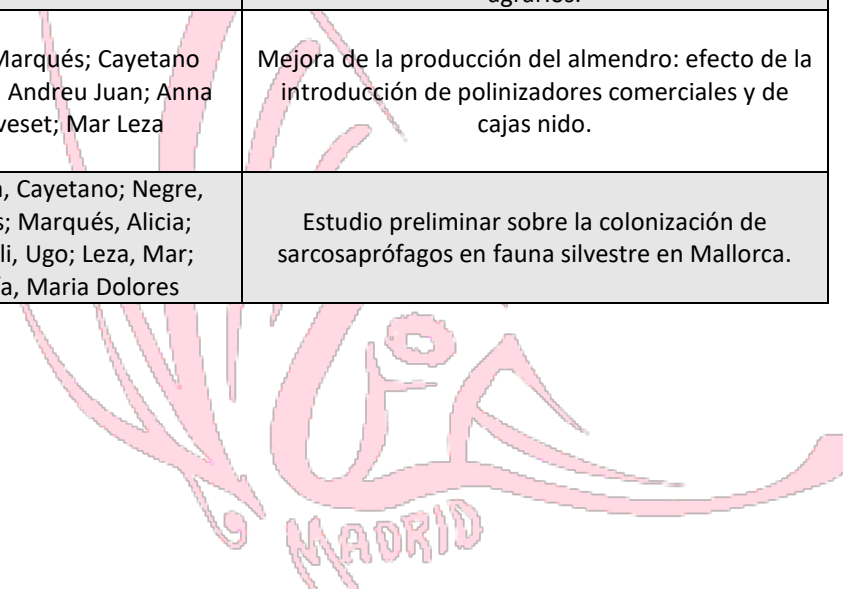 agrarios.
Marqués; Cayetano
Andreu Juan; Anna
veset; Mar Leza
Mejora de la producción del almendro: efecto de la
introducción de polinizadores comerciales y de
cajas nido.
Cayetano; Negre,
Marqués, Alicia;
Ugo; Leza, Mar;
Maria Dolores
Estudio preliminar sobre la colonización de
sarcosaprófagos en fauna silvestre en Mallorca.
MADRID